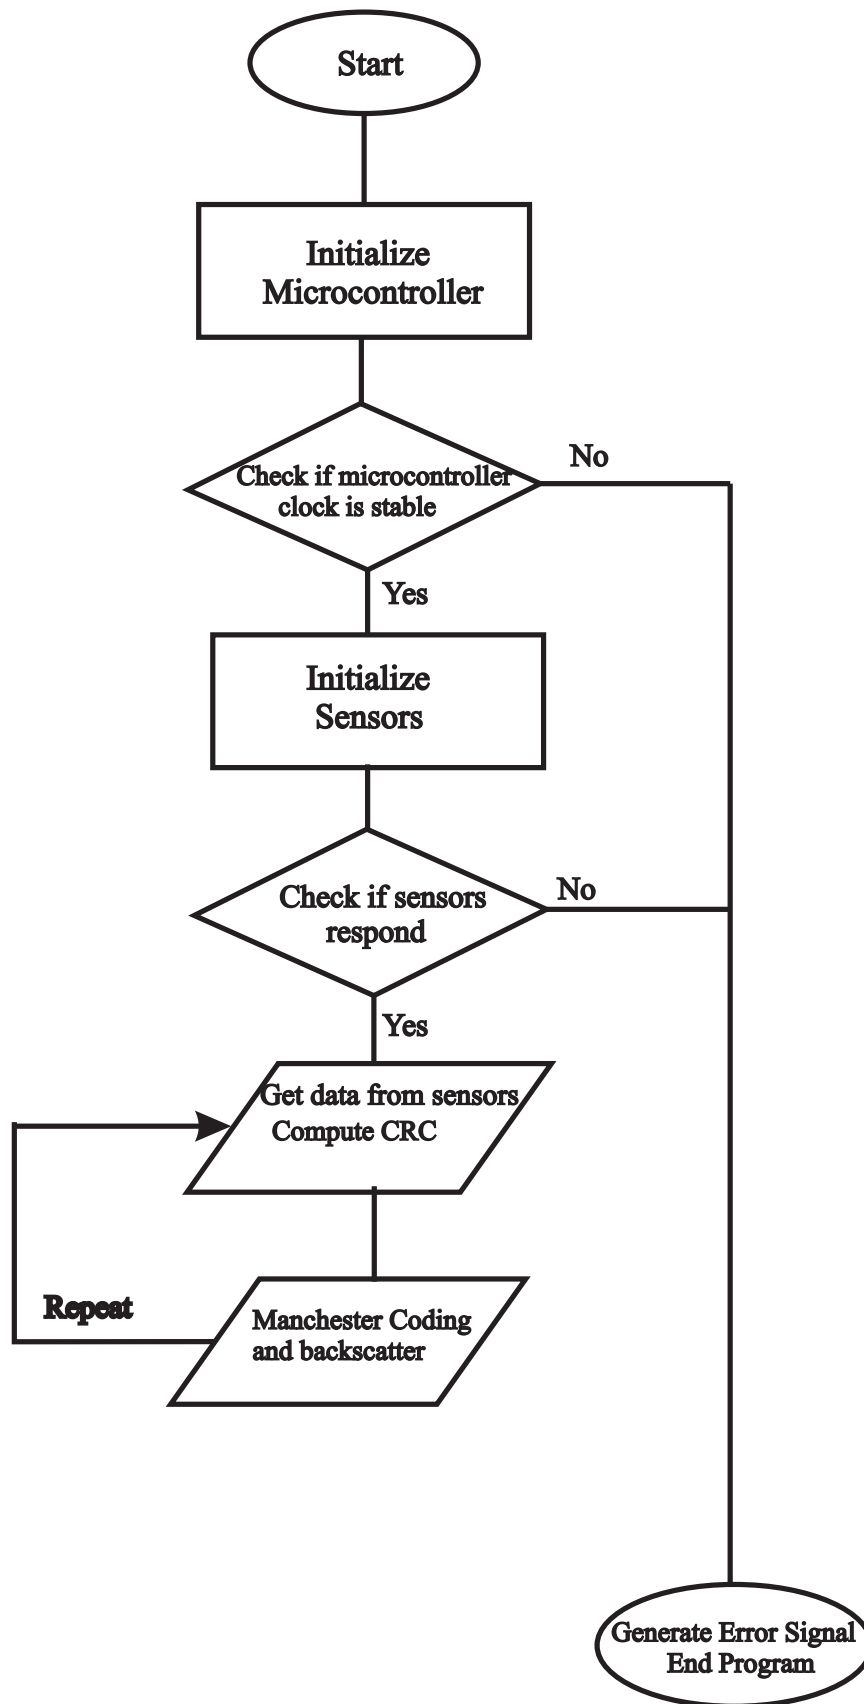 Start
Initialize
Microcontroller
Check if microcontroller
clock is stable
No
Yes
Initialize
Sensors
Check if sensors
respond
No
Yes
Get data from sensors
Compute CRC
Repeat
Manchester Coding
and backscatter
Generate Error Signal
End Program